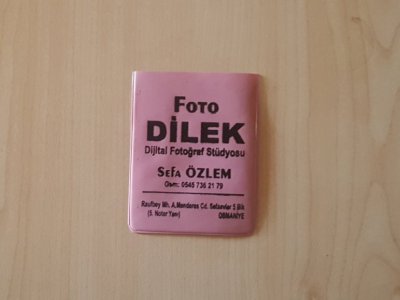 FOTO
DİLEK
Dijital Fotoğraf Stüdyosu
SEFA ÖZLEM
Gsm: 0545 736 21 79
Raufbey Mh. A.Menderes Cd. Selaevler 5.Blk
(5. Noter Yanı) OSMANİYE